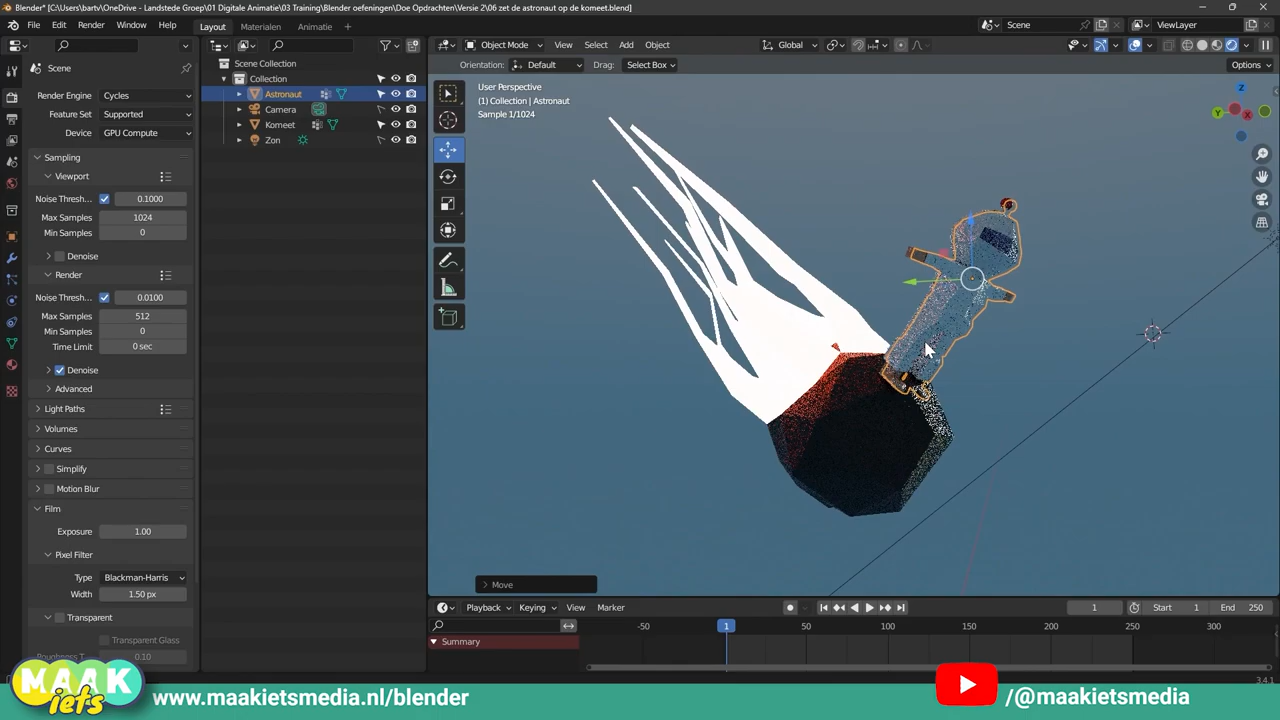 Blender* [C:\Users\bartv\OneDrive - Landstede Groep\01 Digitale Animatie\03 Training\Blender oefeningen\Doe Opdrachten\Versie 2\06 zet de astronaut op de komeet.blend]
File Edit Render Window Help Layout Materialen Animatie Scene ViewLayer
Object Mode View Select Add Object Global
Scene
Scene Collection
Orientation: Default Drag: Select Box Options
Collection
Render Engine Cycles
Astronaut
Feature Set Supported
Camera
Device GPU Compute
Komeet
Zon
User Perspective
(1) Collection | Astronaut
Sample 1/1024
Z
Y
X
Sampling
Viewport
Noise Thresh.. 0.1000
Max Samples 1024
Min Samples 0
Denoise
Render
Noise Thresh.. 0.0100
Max Samples 512
Min Samples 0
Time Limit 0 sec
Denoise
Advanced
Light Paths
Volumes
Curves
Simplify
Motion Blur
Film
Exposure 1.00
Pixel Filter
Type Blackman-Harris
Width 1.50 px
Transparent
Transparent Glass
Roughness T.. 0.10
Move
Playback Keying View Marker 1 Start 1 End 250
-50 1 50 100 150 200 250 300
Summary
3.4.1
MAAK
iets
www.maakietsmedia.nl/blender
/@maakietsmedia